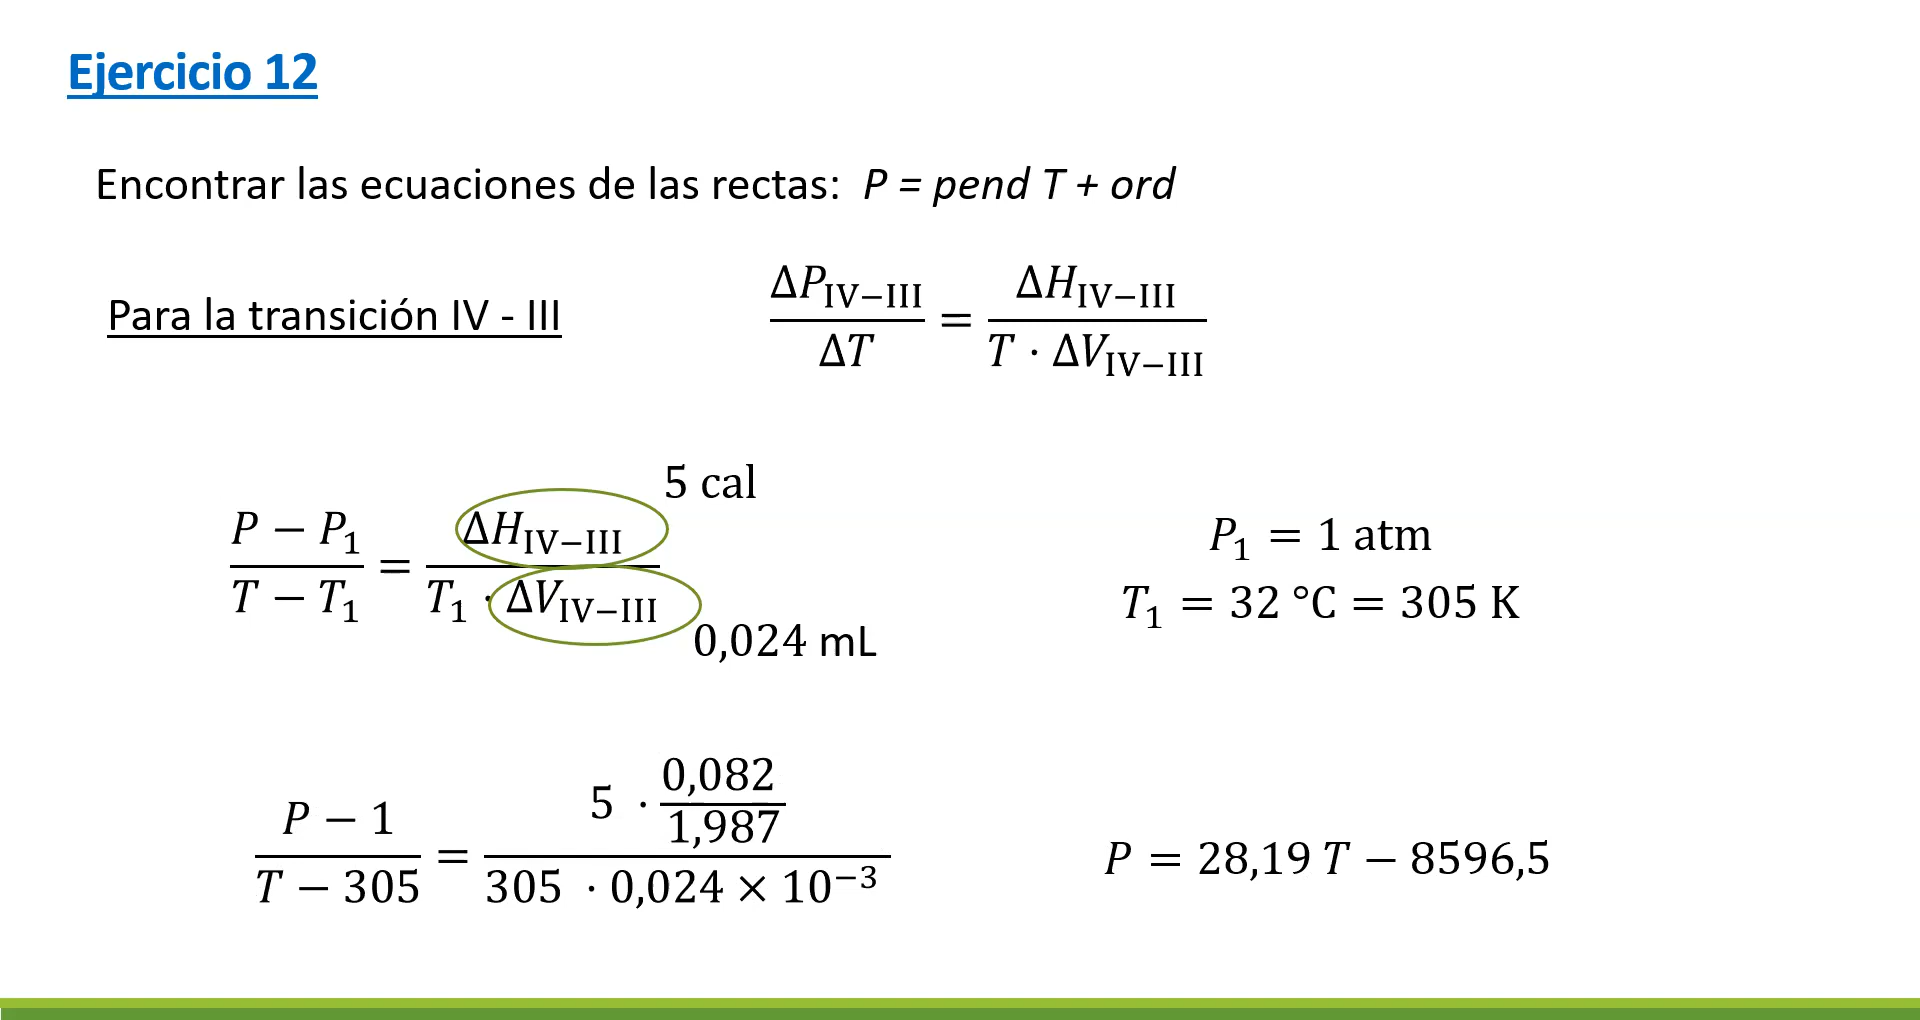 Ejercicio 12
Encontrar las ecuaciones de las rectas: P = pend T + ord
Para la transición IV - III
ΔP_IV−III / ΔT = ΔH_IV−III / T · ΔV_IV−III
5 cal
P − P₁ / T − T₁ = ΔH_IV−III / T₁ · ΔV_IV−III
0,024 mL
P₁ = 1 atm
T₁ = 32 °C = 305 K
P − 1 / T − 305 = 5 · 0,082 / 1,987 / 305 · 0,024 × 10⁻³
P = 28,19 T − 8596,5